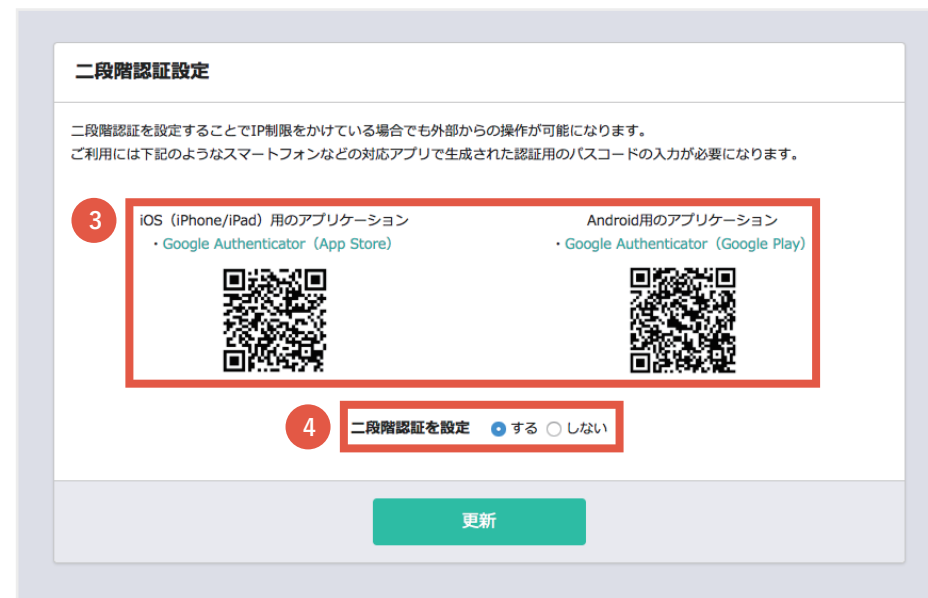 二段階認証設定
二段階認証を設定することでIP制限をかけている場合でも外部からの操作が可能になります。
ご利用には下記のようなスマートフォンなどの対応アプリで生成された認証用のパスコードの入力が必要になります。
3
iOS（iPhone/iPad）用のアプリケーション
・Google Authenticator（App Store）
Android用のアプリケーション
・Google Authenticator（Google Play）
4
二段階認証を設定 する しない
更新